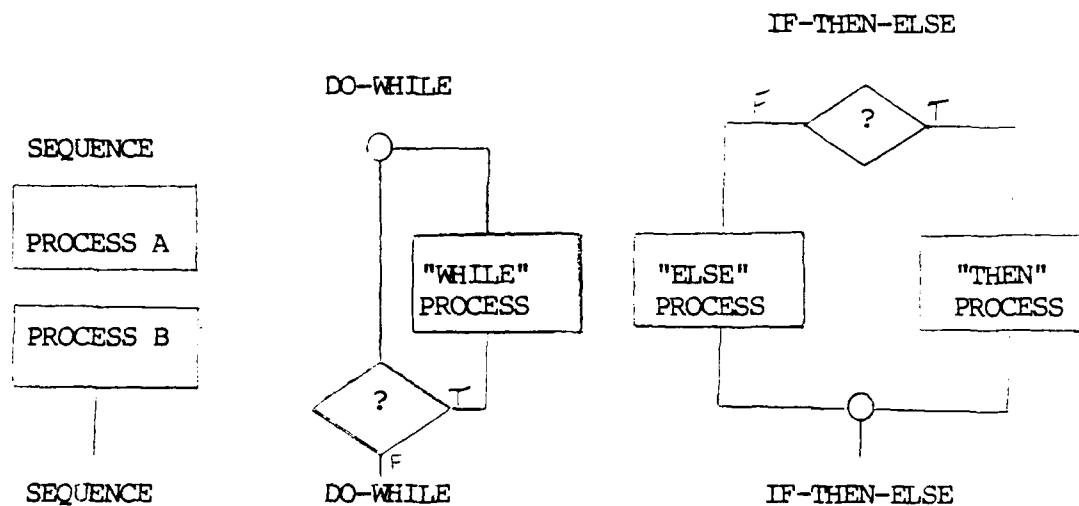 SEQUENCE
PROCESS A
PROCESS B
SEQUENCE
DO-WHILE
"WHILE"
PROCESS
?
T
F
DO-WHILE
IF-THEN-ELSE
F
?
T
"ELSE"
PROCESS
"THEN"
PROCESS
IF-THEN-ELSE